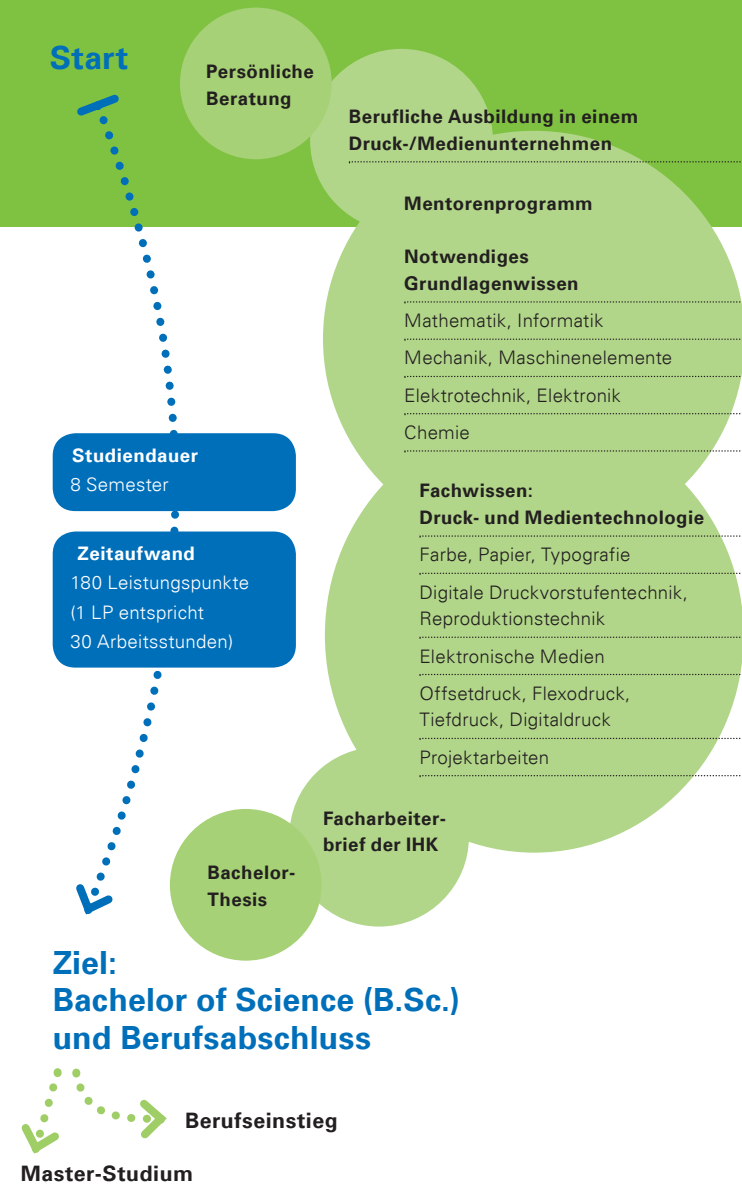 Start
Persönliche
Beratung
Berufliche Ausbildung in einem
Druck-/Medienunternehmen
Mentorenprogramm
Notwendiges
Grundlagenwissen
Mathematik, Informatik
Mechanik, Maschinenelemente
Elektrotechnik, Elektronik
Chemie
Studiendauer
8 Semester
Zeitaufwand
180 Leistungspunkte
(1 LP entspricht
30 Arbeitsstunden)
Fachwissen:
Druck- und Medientechnologie
Farbe, Papier, Typografie
Digitale Druckvorstufentechnik,
Reproduktionstechnik
Elektronische Medien
Offsetdruck, Flexodruck,
Tiefdruck, Digitaldruck
Projektarbeiten
Facharbeiter-
brief der IHK
Bachelor-
Thesis
Ziel:
Bachelor of Science (B.Sc.)
und Berufsabschluss
Berufseinstieg
Master-Studium